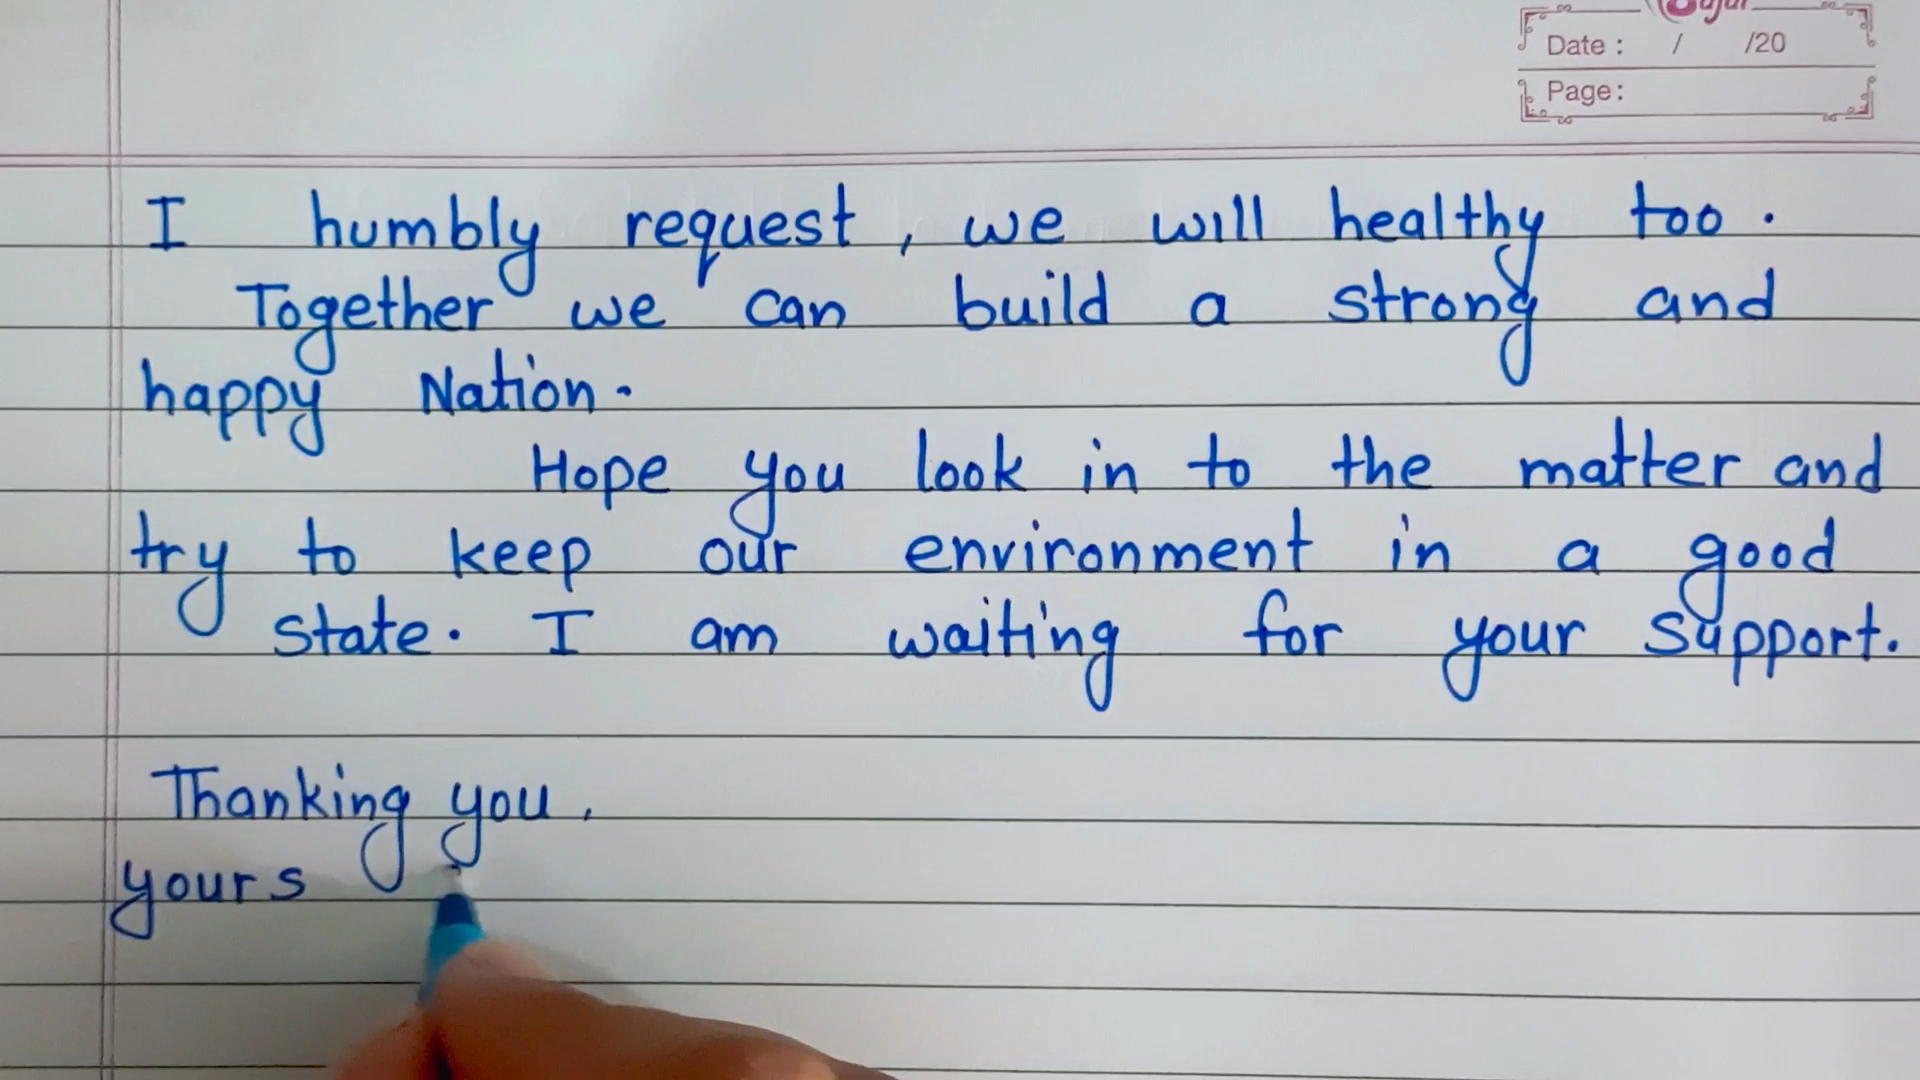 Date : / /20
Page :
I humbly request, we will healthy too.
Together we can build a strong and
happy Nation.
Hope you look in to the matter and
try to keep our environment in a good
state. I am waiting for your support.
Thanking you,
yours